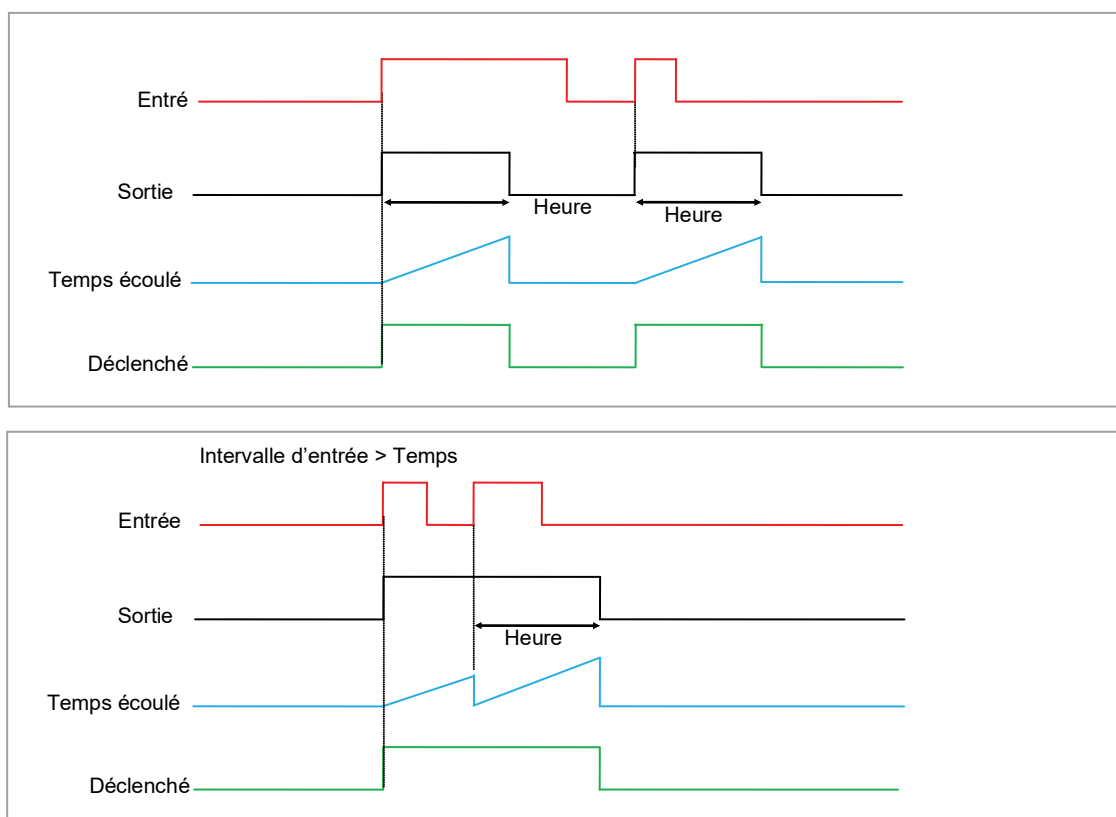 Entré
Sortie
Heure
Heure
Temps écoulé
Déclenché
Intervalle d’entrée > Temps
Entrée
Sortie
Heure
Temps écoulé
Déclenché